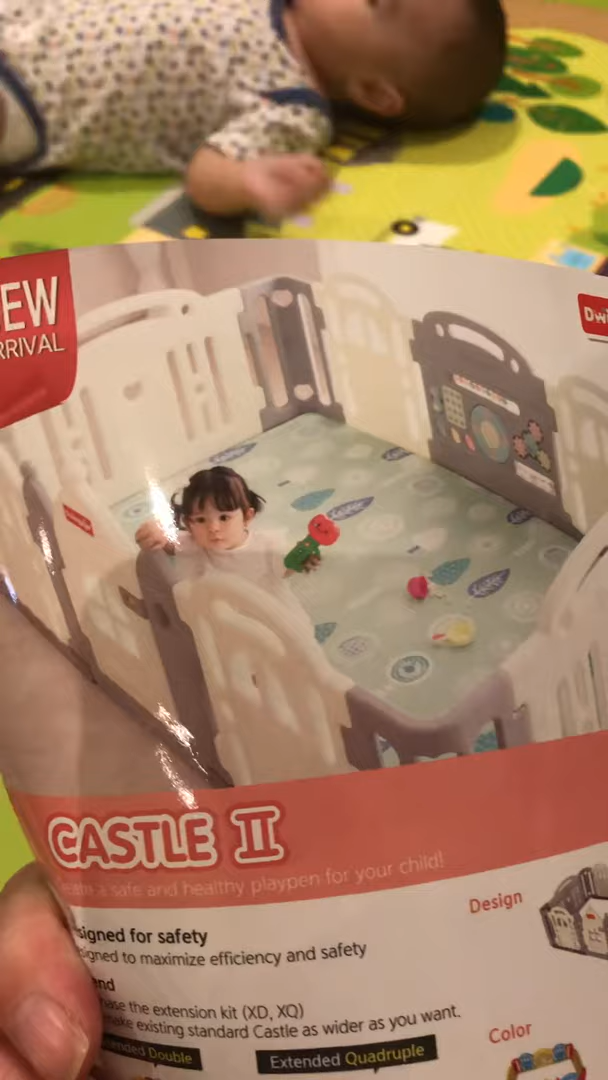 EW
RRIVAL
Dwi
CASTLE II
a safe and healthy playpen for your child!
Design
signed for safety
signed to maximize efficiency and safety
nd
hase the extension kit (XD, XQ)
make existing standard Castle as wider as you want.
Color
ended Double
Extended Quadruple